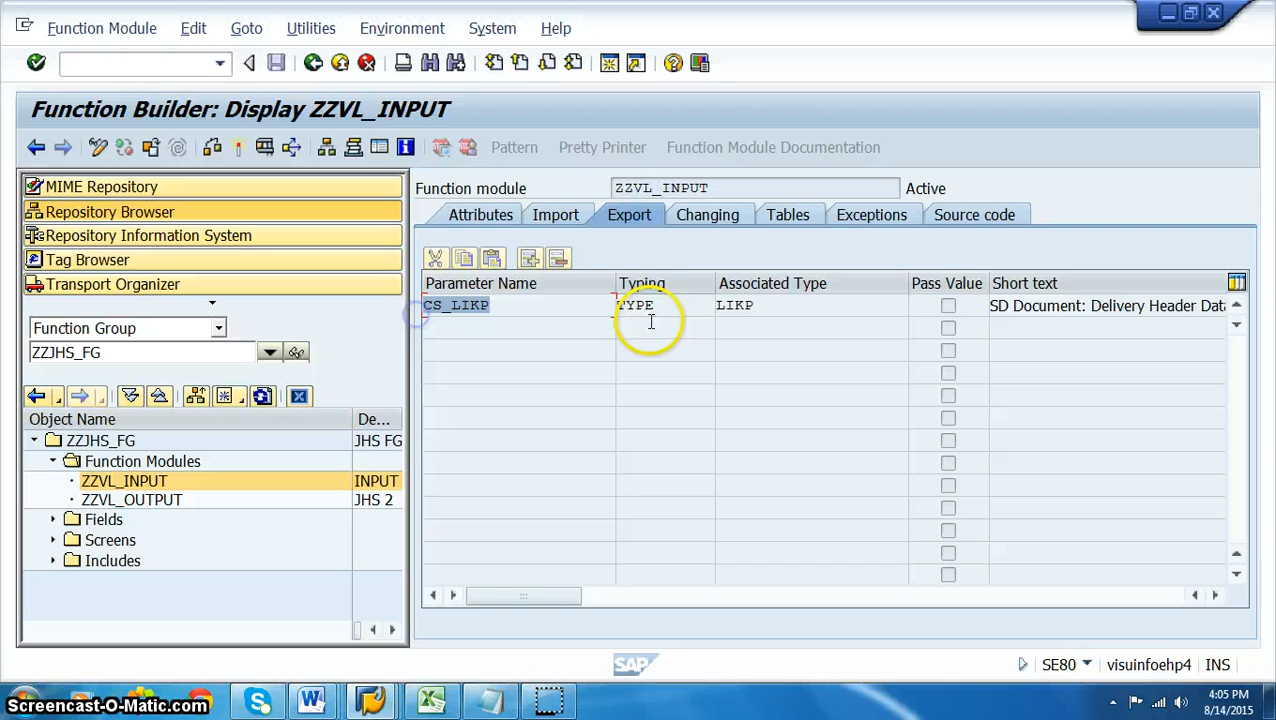 Function Module Edit Goto Utilities Environment System Help
Function Builder: Display ZZVL_INPUT
Pattern Pretty Printer Function Module Documentation
MIME Repository
Repository Browser
Repository Information System
Tag Browser
Transport Organizer
Function Group
ZZJHS_FG
Object Name De...
ZZJHS_FG JHS FG
Function Modules
ZZVL_INPUT INPUT
ZZVL_OUTPUT JHS 2
Fields
Screens
Includes
Function module ZZVL_INPUT Active
Attributes Import Export Changing Tables Exceptions Source code
Parameter Name Typing Associated Type Pass Value Short text
CS_LIKP TYPE LIKP SD Document: Delivery Header Data
SAP
SE80 visuinfoehp4 INS
Screencast-O-Matic.com
4:05 PM
8/14/2015